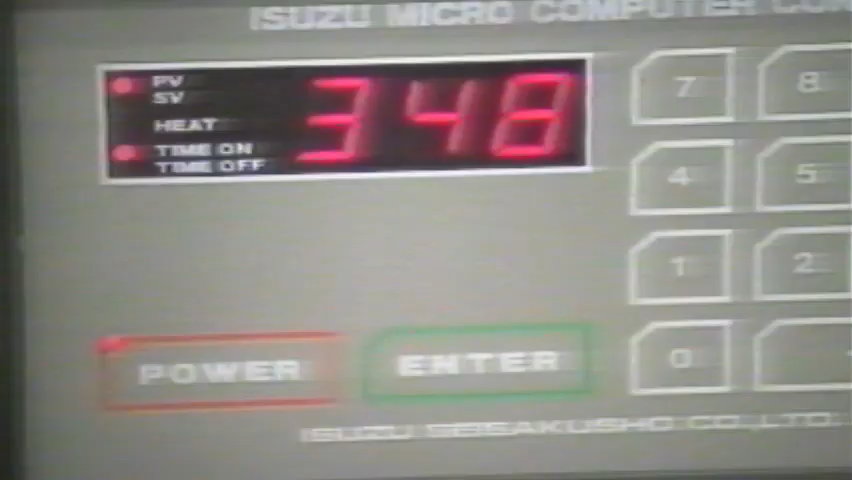 ISUZU MICRO COMPUTER CON
PV
SV
HEAT
TIME ON
TIME OFF
348
7 8
4 5
1 2
0
POWER
ENTER
ISUZU SEISAKUSHO CO.,LTD.